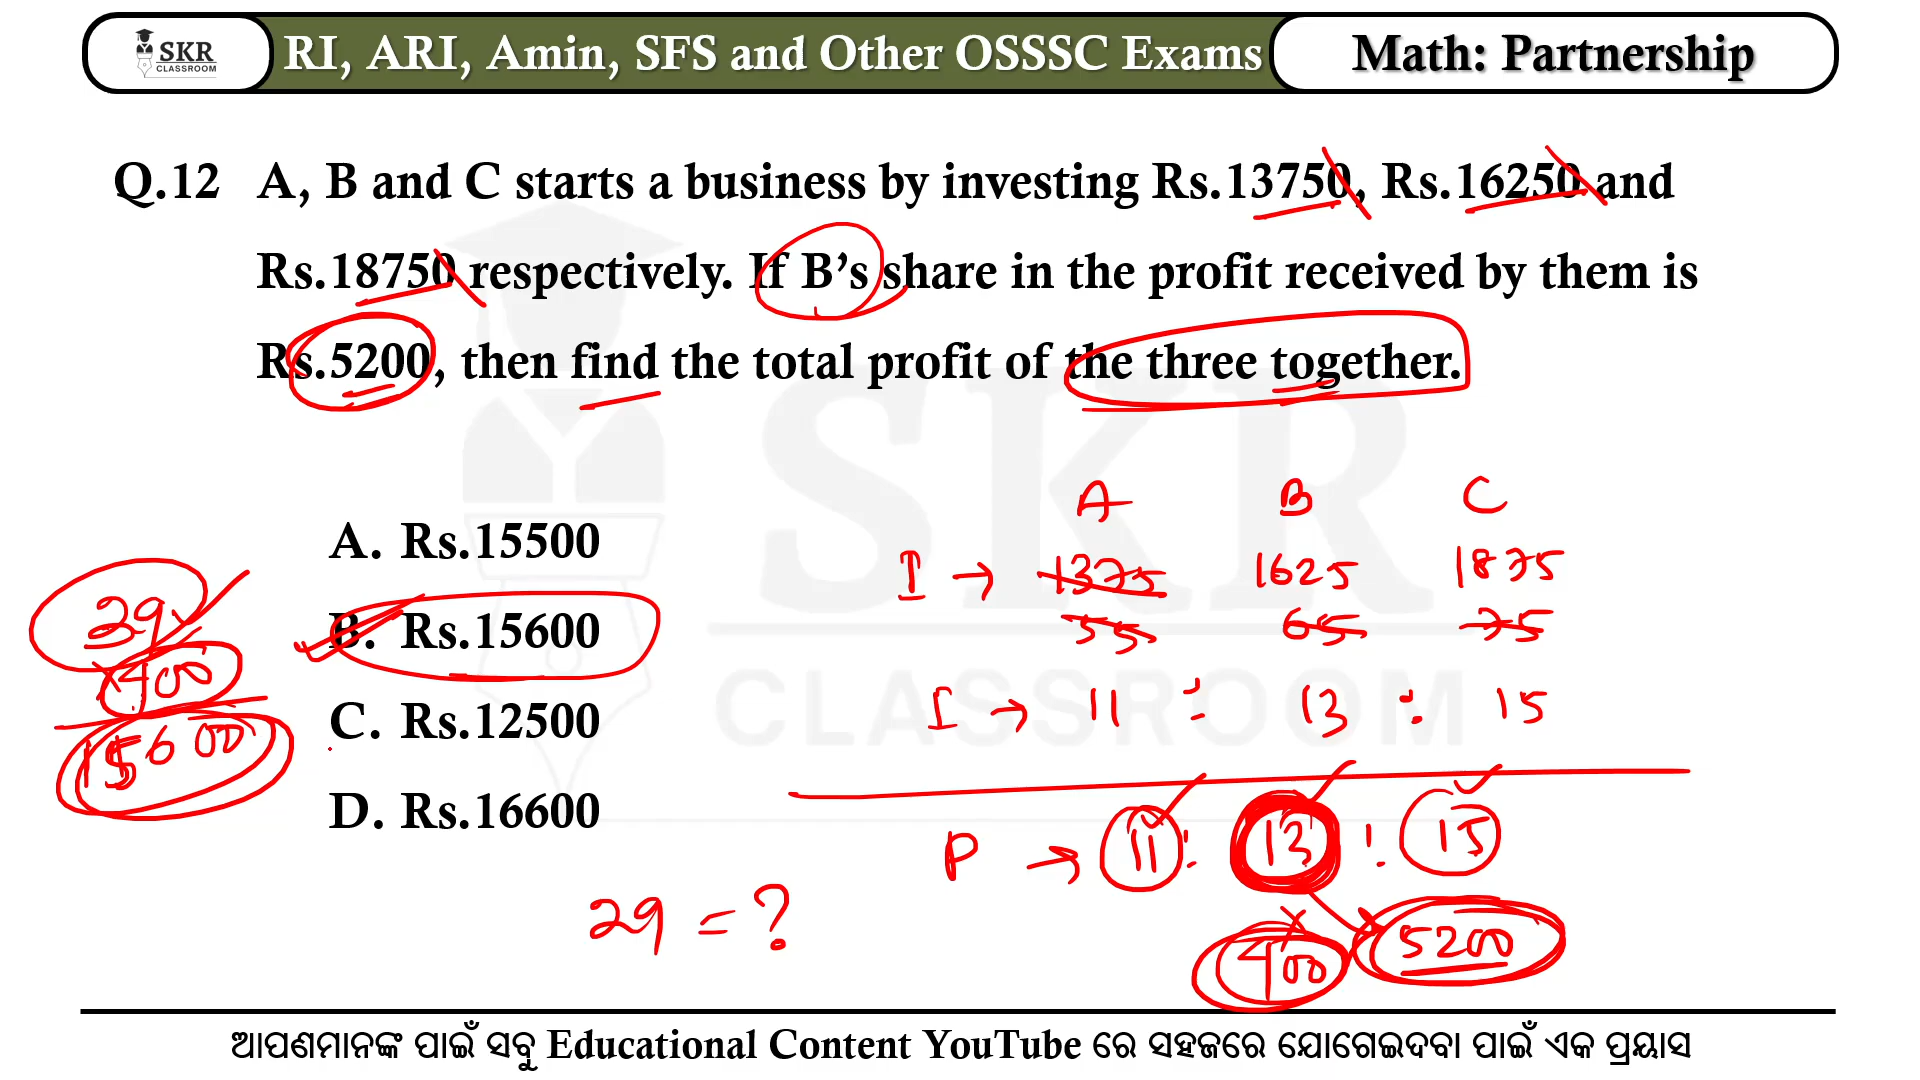 SKR
CLASSROOM
RI, ARI, Amin, SFS and Other OSSSC Exams
Math: Partnership
Q.12 A, B and C starts a business by investing Rs.13750, Rs.16250 and
Rs.18750 respectively. If B's share in the profit received by them is
Rs.5200, then find the total profit of the three together.
SKR
CLASSROOM
A. Rs.15500
B. Rs.15600
C. Rs.12500
D. Rs.16600
A B C
I → 1375 1625 1875
55 65 75
I → 11 : 13 : 15
P → 11 : 13 : 15
× 400 5200
29 = ?
39
×400
15600
ଆପଣମାନଙ୍କ ପାଇଁ ସବୁ Educational Content YouTube ରେ ସହଜରେ ଯୋଗେଇଦବା ପାଇଁ ଏକ ପ୍ରୟାସ